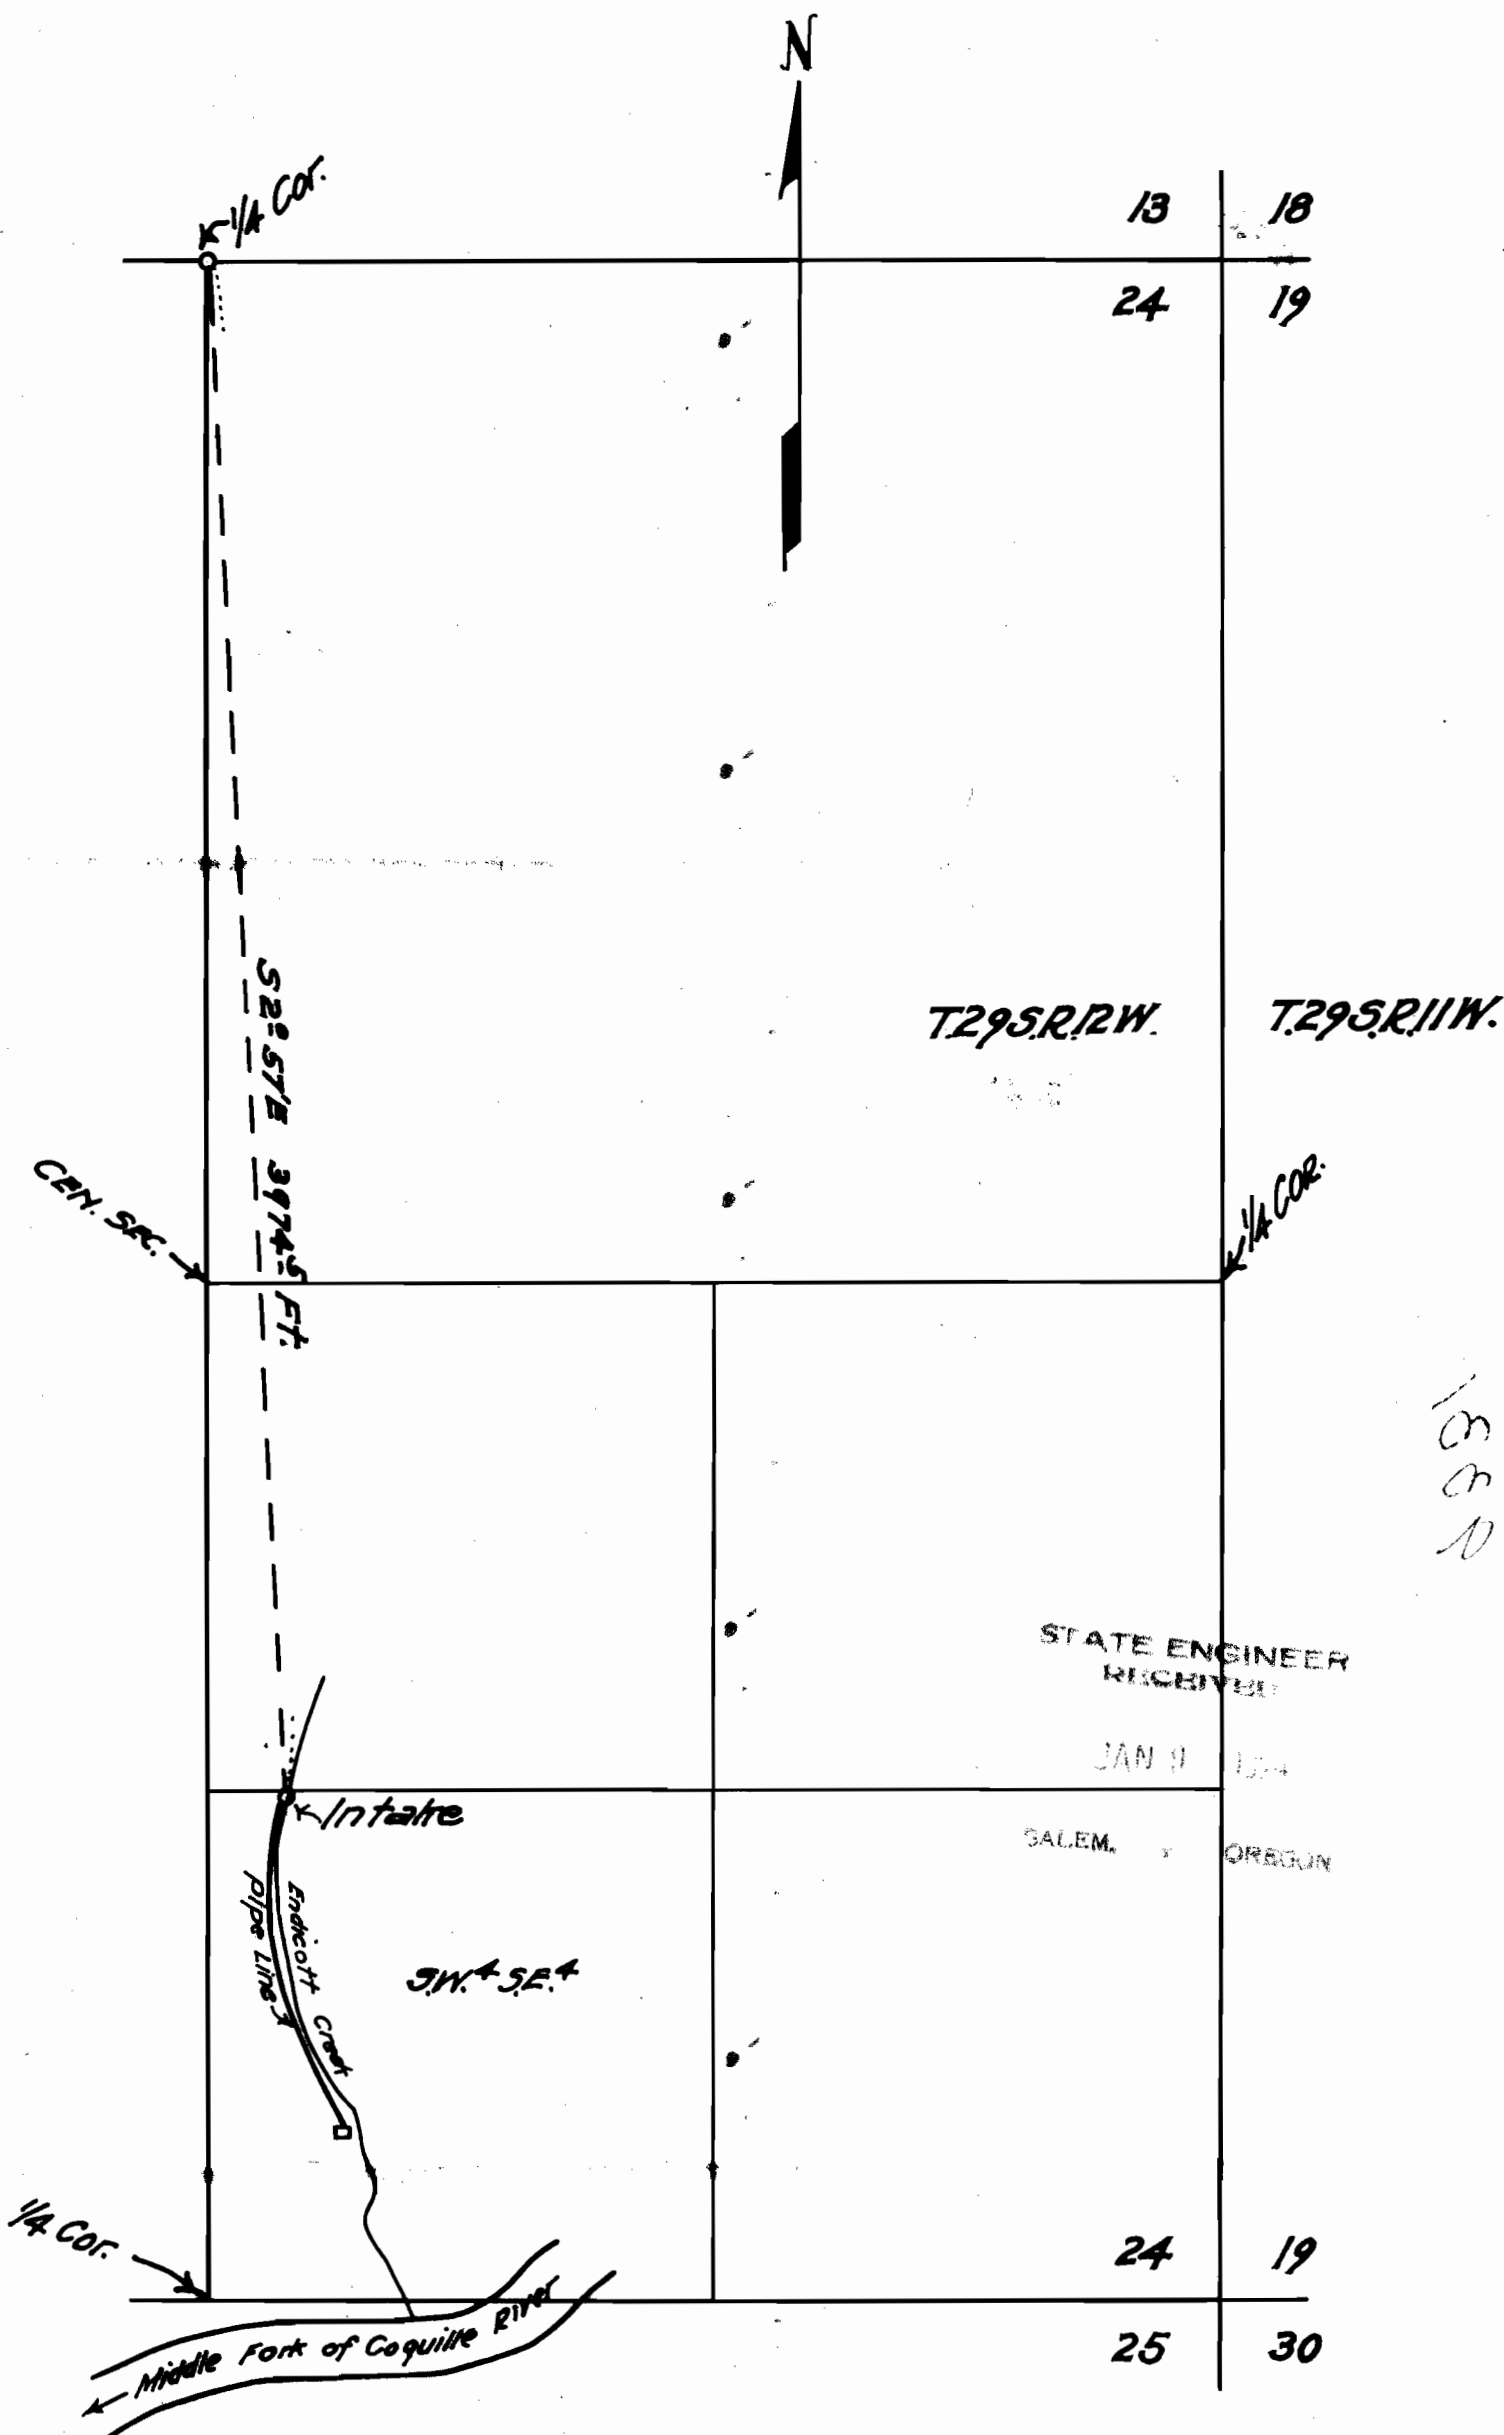 N
1/4 Cor.
13 18
24 19
S 2° 57' E 3974.5 Ft.
T.29S.R.12W. T.29S.R.11W.
CEN. SEC.
1/4 COR.
STATE ENGINEER
RECEIVED
JAN 9
SALEM. OREGON
Intake
Endicott Creek
Pipe Line
S.W.4 S.E.4
1/4 Cor.
24 19
25 30
Middle Fork of Coquille River